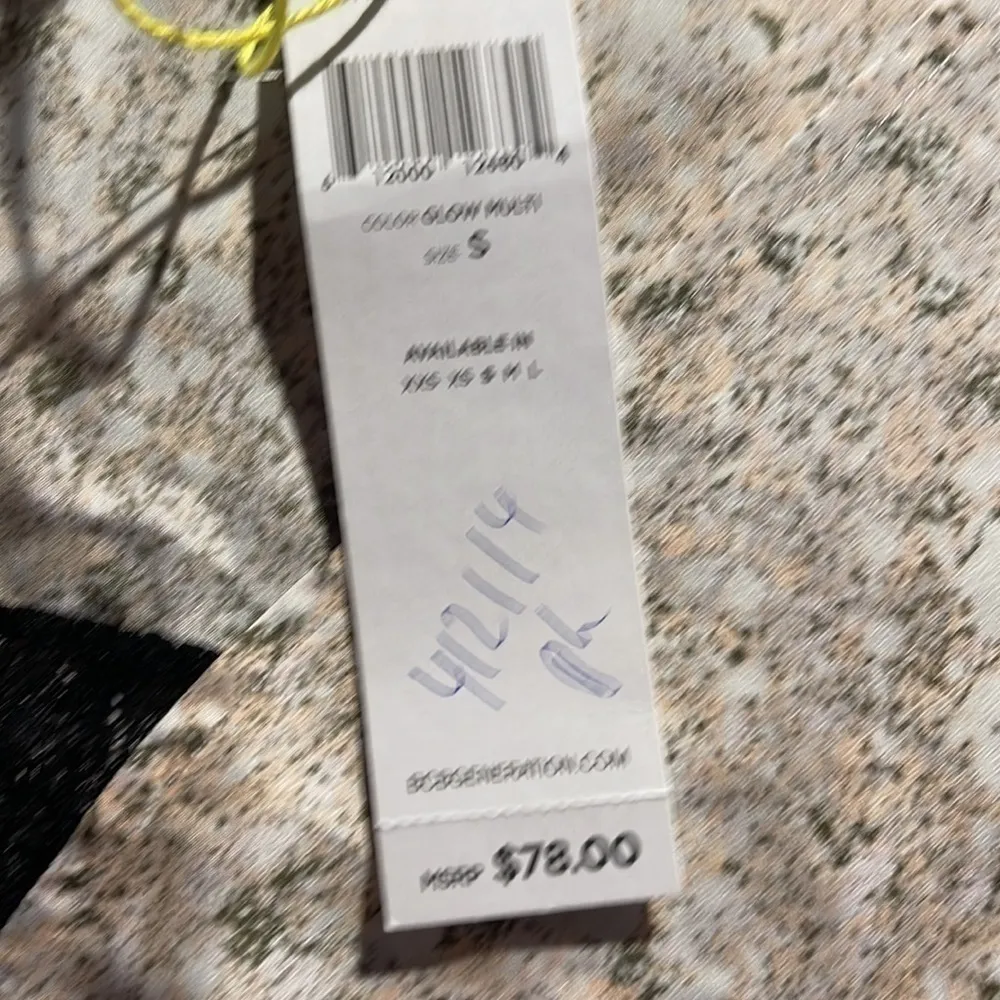 COLOR GLOW MULTI
SIZE S
AVAILABLE IN
XXS XS S M L
BCBGENERATION.COM
MSRP $78.00